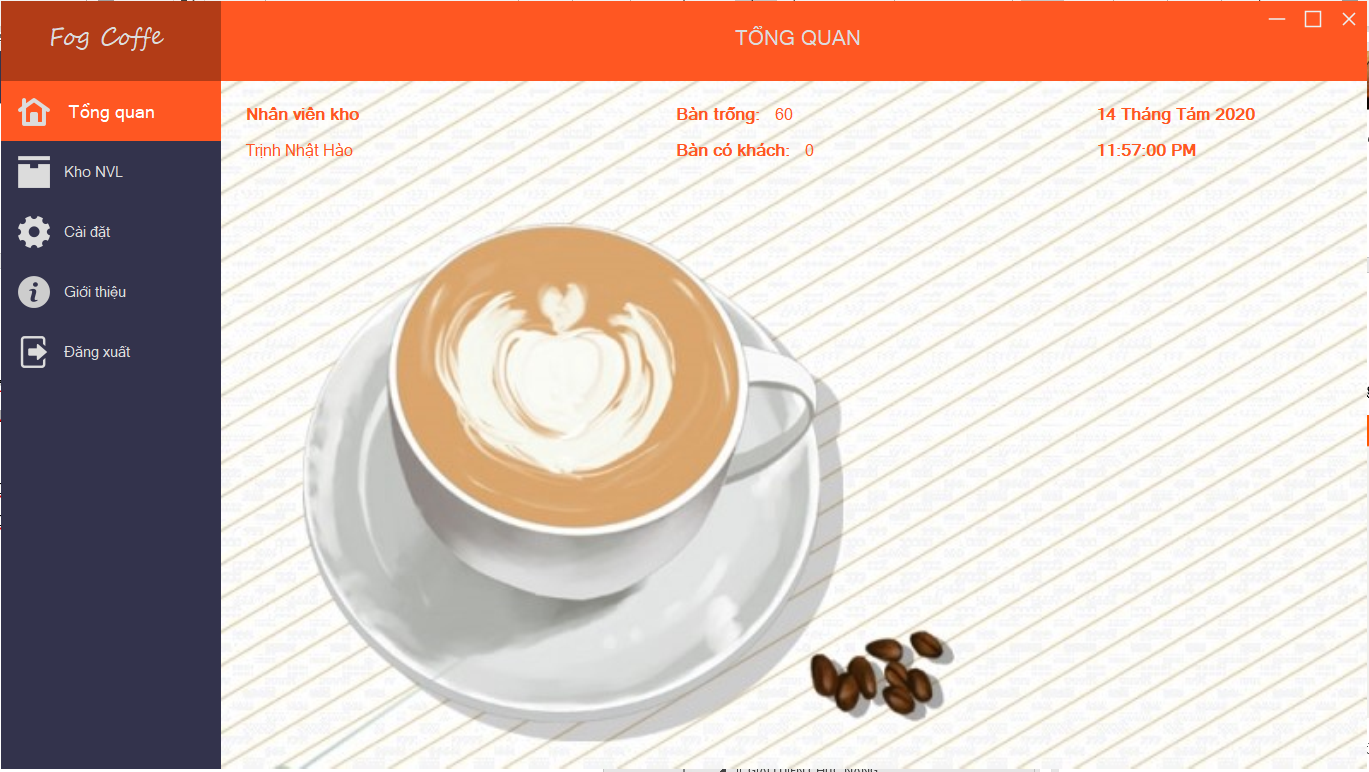 Fog Coffe
TỔNG QUAN
Tổng quan
Kho NVL
Cài đặt
Giới thiệu
Đăng xuất
Nhân viên kho
Trịnh Nhật Hào
Bàn trống: 60
Bàn có khách: 0
14 Tháng Tám 2020
11:57:00 PM